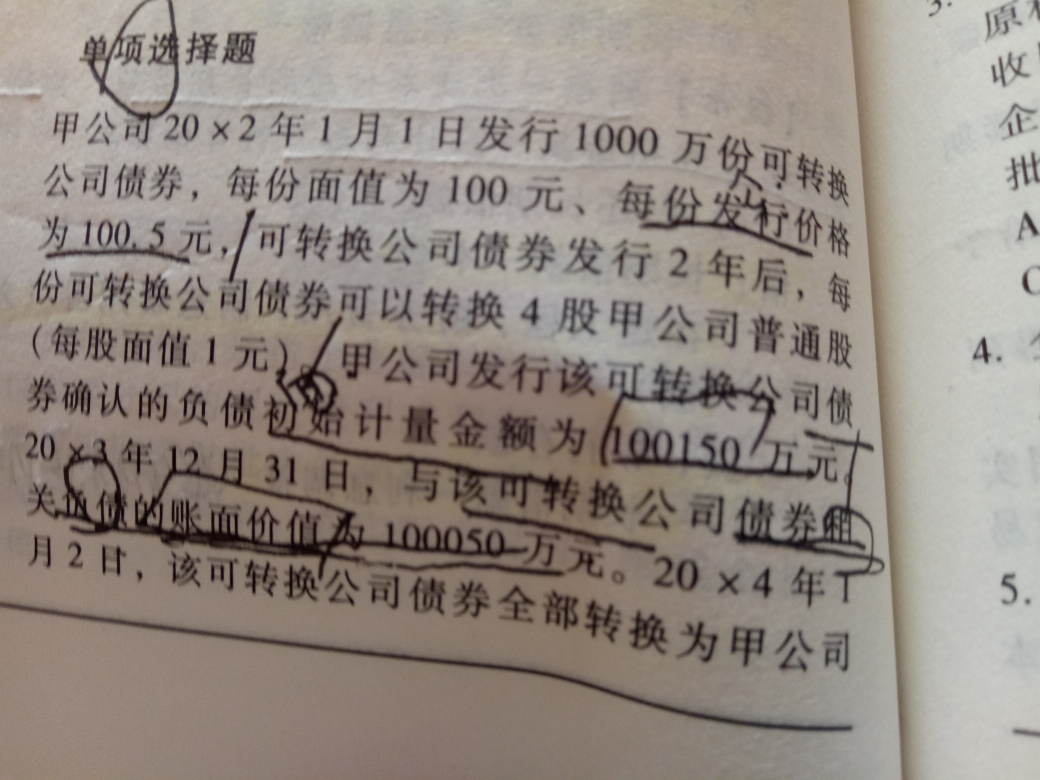 单项选择题
甲公司20×2年1月1日发行1000万份可转换
公司债券，每份面值为100元、每份发行价格
为100.5元，可转换公司债券发行2年后，每
份可转换公司债券可以转换4股甲公司普通股
（每股面值1元）。甲公司发行该可转换公司债
券确认的负债初始计量金额为100150万元。
20×3年12月31日，与该可转换公司债券相
关负债的账面价值为100050万元。20×4年1
月2日，该可转换公司债券全部转换为甲公司
3.
原
收
企
批
A
4.
5.